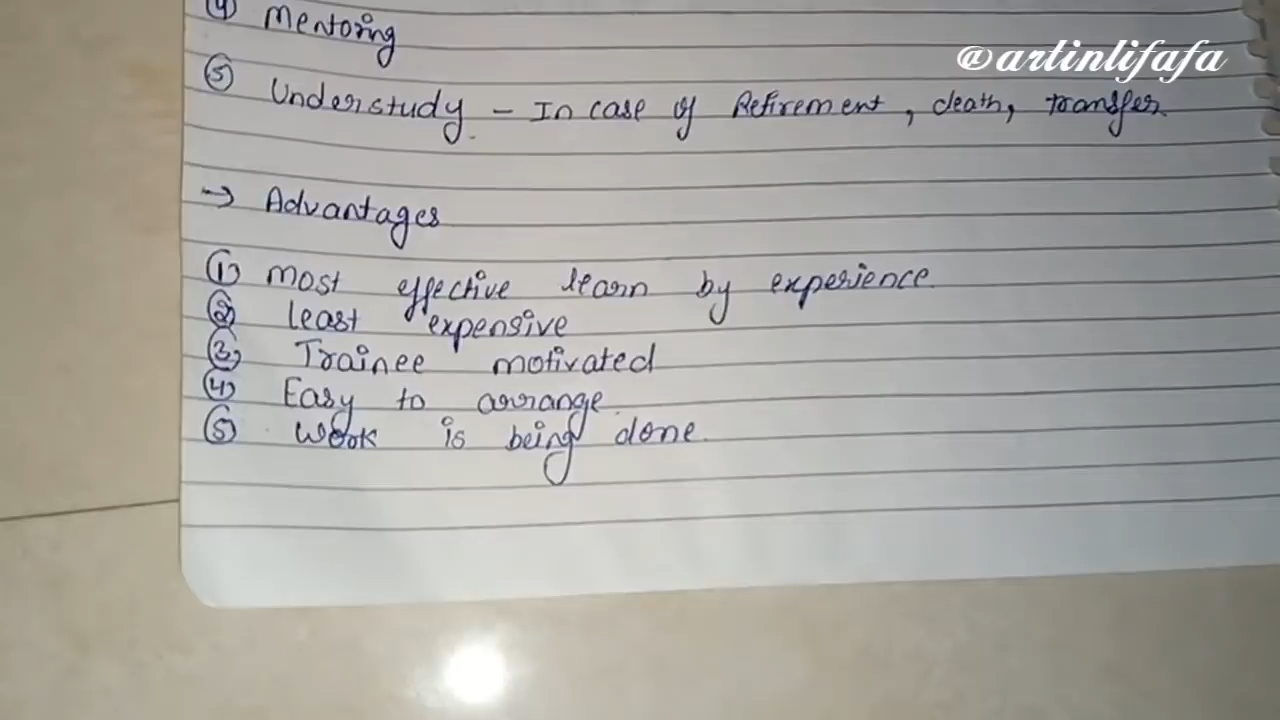 ④ Mentoring
@artinlifafa
⑤ Understudy - In case of Retirement, death, transfer
→ Advantages
① Most effective learn by experience.
② Least expensive
③ Trainee motivated
④ Easy to arrange.
⑤ Work is being done.